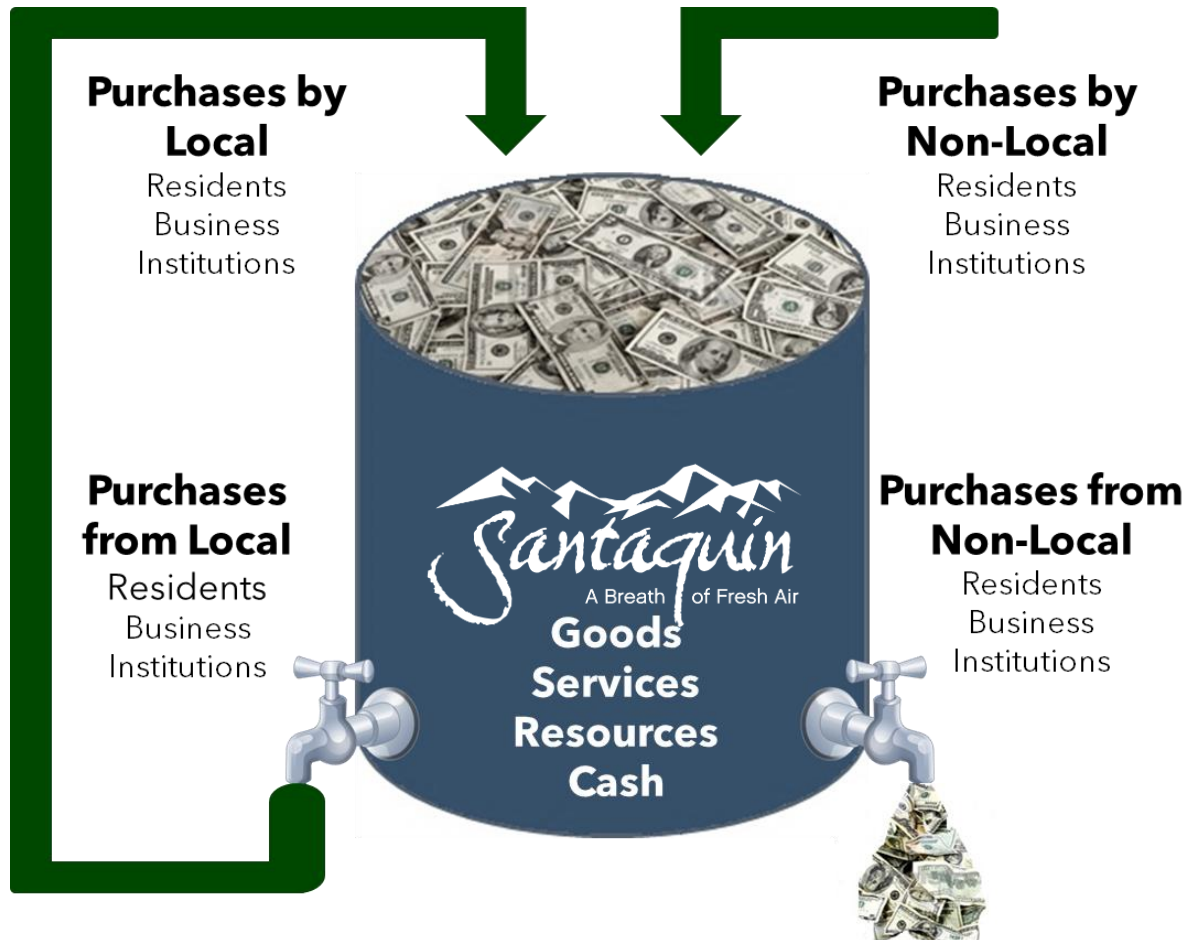 Purchases by
Local
Residents
Business
Institutions
Purchases by
Non-Local
Residents
Business
Institutions
Purchases
from Local
Residents
Business
Institutions
Santaquin
A Breath of Fresh Air
Goods
Services
Resources
Cash
Purchases from
Non-Local
Residents
Business
Institutions